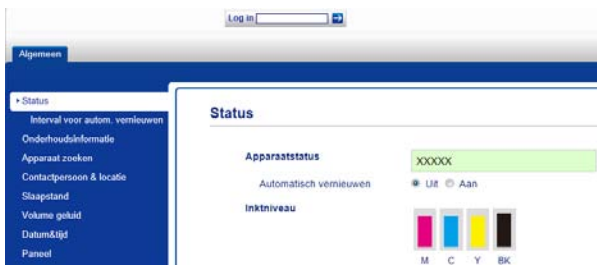 Log in
Algemeen
Status
Interval voor autom. vernieuwen
Onderhoudsinformatie
Apparaat zoeken
Contactpersoon & locatie
Slaapstand
Volume geluid
Datum&tijd
Paneel
Status
Apparaatstatus XXXXX
Automatisch vernieuwen Uit Aan
Inktniveau
M C Y BK